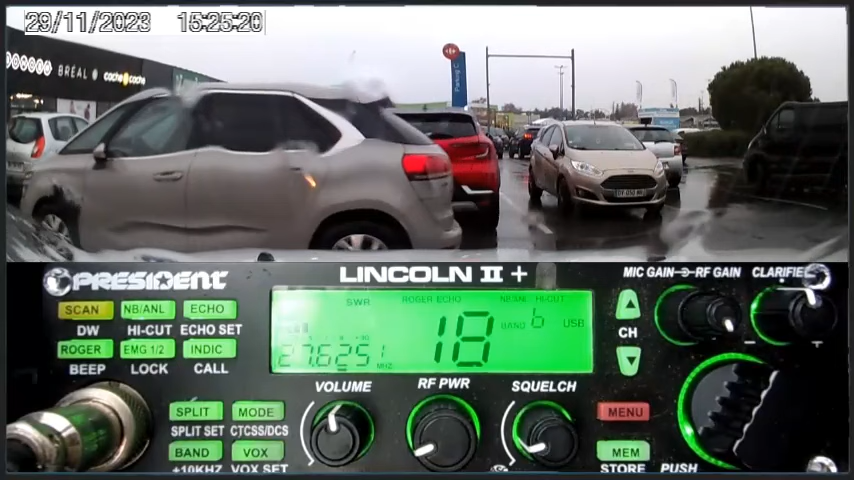 29/11/2023 15:25:20
BRÉAL cache cache
Parking C
PRESIDENT
LINCOLN II +
MIC GAIN RF GAIN CLARIFIER
SCAN NB/ANL ECHO
DW HI-CUT ECHO SET
ROGER EMG 1/2 INDIC
BEEP LOCK CALL
SWR ROGER ECHO NB/ANL HI-CUT
18 BAND b USB
27.6251 MHZ
CH
VOLUME RF PWR SQUELCH
SPLIT MODE
SPLIT SET CTCSS/DCS
BAND VOX
+10KHZ VOX SET
MENU
MEM
STORE PUSH